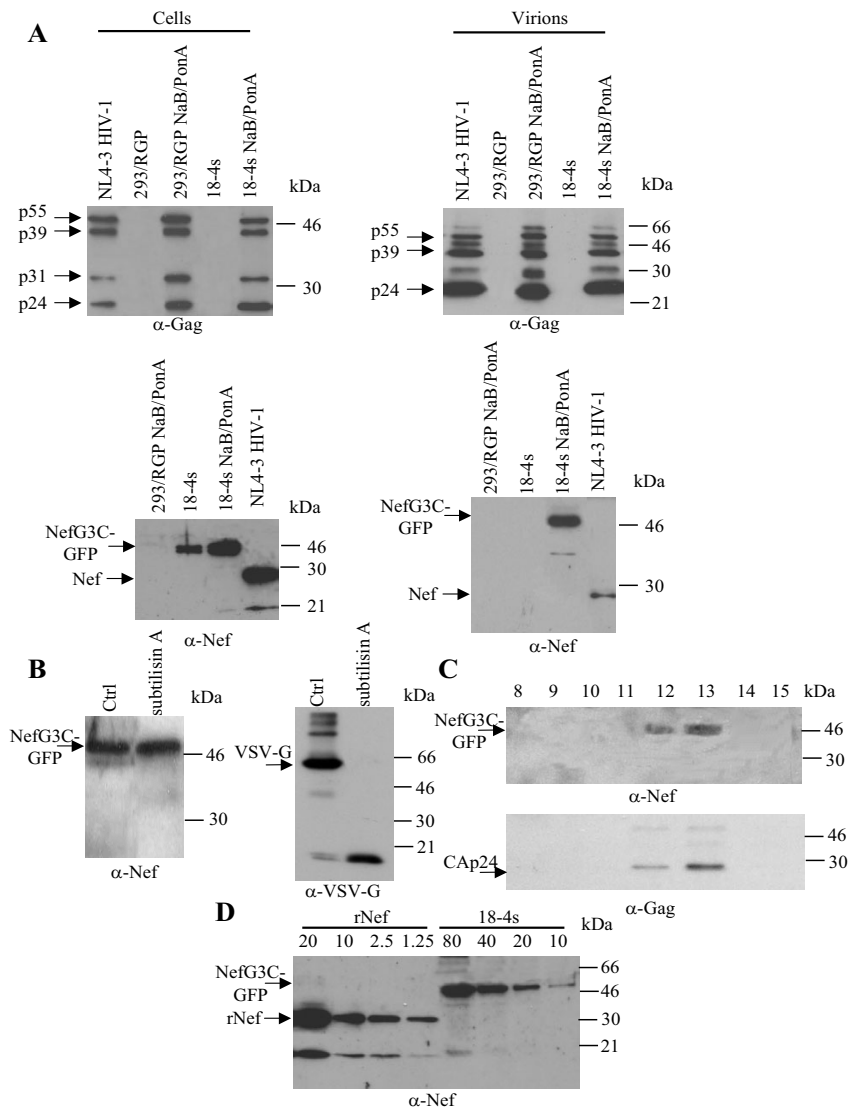 A
Cells
NL4-3 HIV-1
293/RGP
293/RGP NaB/PonA
18-4s
18-4s NaB/PonA
kDa
p55
p39
p31
p24
46
30
α-Gag
Virions
NL4-3 HIV-1
293/RGP
293/RGP NaB/PonA
18-4s
18-4s NaB/PonA
kDa
p55
p39
p24
66
46
30
21
α-Gag
293/RGP NaB/PonA
18-4s
18-4s NaB/PonA
NL4-3 HIV-1
kDa
NefG3C-
GFP
Nef
46
30
21
α-Nef
293/RGP NaB/PonA
18-4s
18-4s NaB/PonA
NL4-3 HIV-1
kDa
NefG3C-
GFP
Nef
46
30
α-Nef
B
Ctrl
subtilisin A
kDa
NefG3C-
GFP
46
30
α-Nef
Ctrl
subtilisin A
kDa
VSV-G
66
46
30
21
α-VSV-G
C
8 9 10 11 12 13 14 15 kDa
NefG3C-
GFP
46
30
α-Nef
CAp24
46
30
α-Gag
D
rNef 18-4s
20 10 2.5 1.25 80 40 20 10 kDa
NefG3C-
GFP
rNef
66
46
30
21
α-Nef